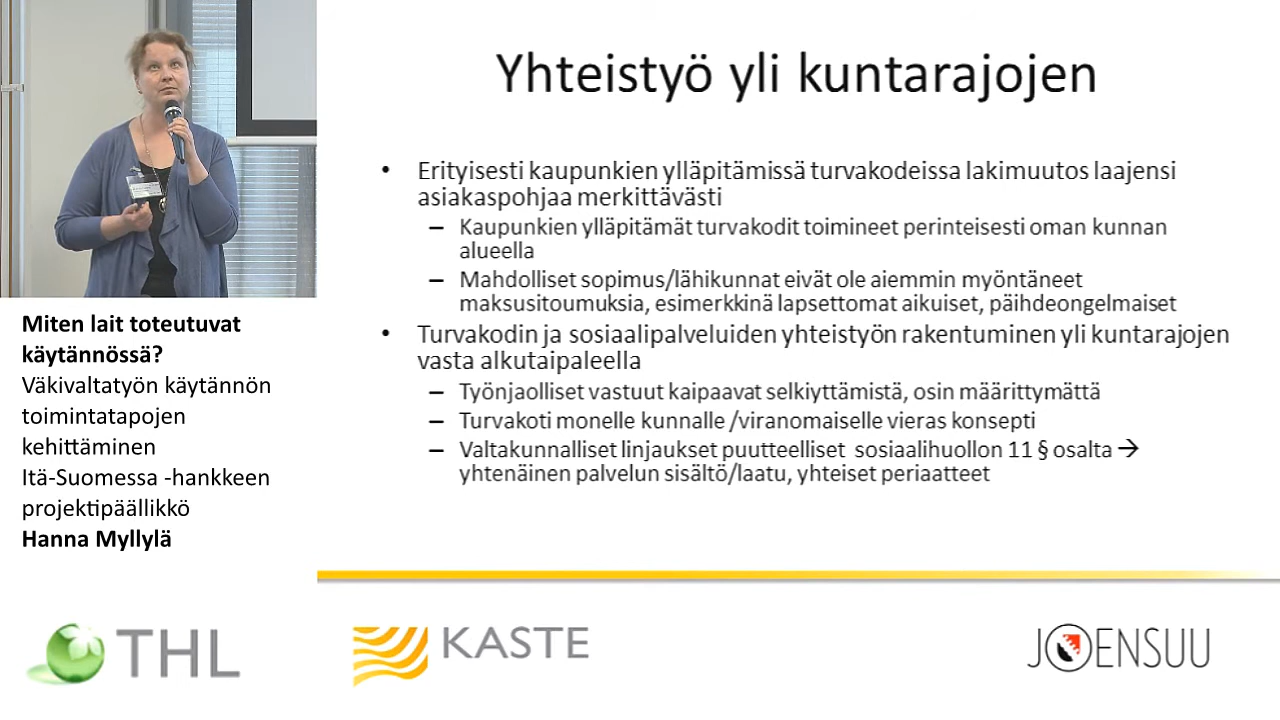 Yhteistyö yli kuntarajojen
• Erityisesti kaupunkien ylläpitämissä turvakodeissa lakimuutos laajensi
asiakaspohjaa merkittävästi
– Kaupunkien ylläpitämät turvakodit toimineet perinteisesti oman kunnan
alueella
– Mahdolliset sopimus/lähikunnat eivät ole aiemmin myöntäneet
maksusitoumuksia, esimerkkinä lapsettomat aikuiset, päihdeongelmaiset
• Turvakodin ja sosiaalipalveluiden yhteistyön rakentuminen yli kuntarajojen
vasta alkutaipaleella
– Työnjaolliset vastuut kaipaavat selkiyttämistä, osin määrittymättä
– Turvakoti monelle kunnalle /viranomaiselle vieras konsepti
– Valtakunnalliset linjaukset puutteelliset sosiaalihuollon 11 § osalta →
yhtenäinen palvelun sisältö/laatu, yhteiset periaatteet
Miten lait toteutuvat
käytännössä?
Väkivaltatyön käytännön
toimintatapojen
kehittäminen
Itä-Suomessa -hankkeen
projektipäällikkö
Hanna Myllylä
THL
KASTE
JOENSUU